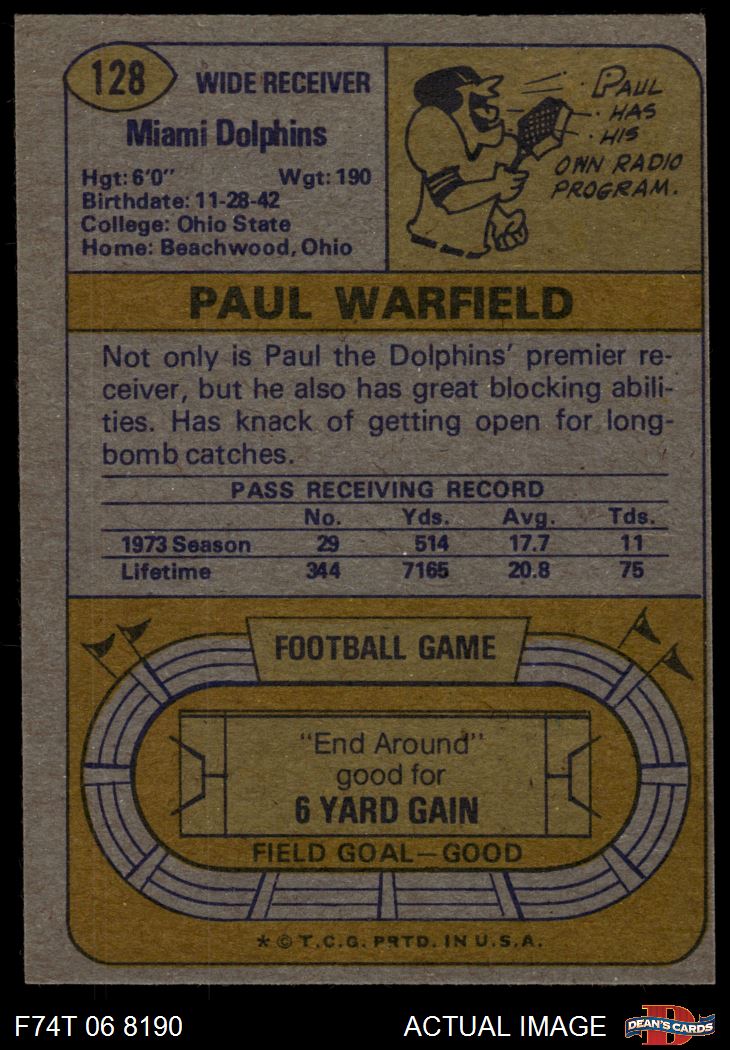 128
WIDE RECEIVER
Miami Dolphins
Hgt: 6'0" Wgt: 190
Birthdate: 11-28-42
College: Ohio State
Home: Beachwood, Ohio
PAUL
HAS
HIS
OWN RADIO
PROGRAM.
PAUL WARFIELD
Not only is Paul the Dolphins' premier re-
ceiver, but he also has great blocking abili-
ties. Has knack of getting open for long-
bomb catches.
PASS RECEIVING RECORD
No. Yds. Avg. Tds.
1973 Season 29 514 17.7 11
Lifetime 344 7165 20.8 75
FOOTBALL GAME
"End Around"
good for
6 YARD GAIN
FIELD GOAL—GOOD
* © T.C.G. PRTD. IN U.S.A.
F74T 06 8190 ACTUAL IMAGE
D
DEAN'S CARDS